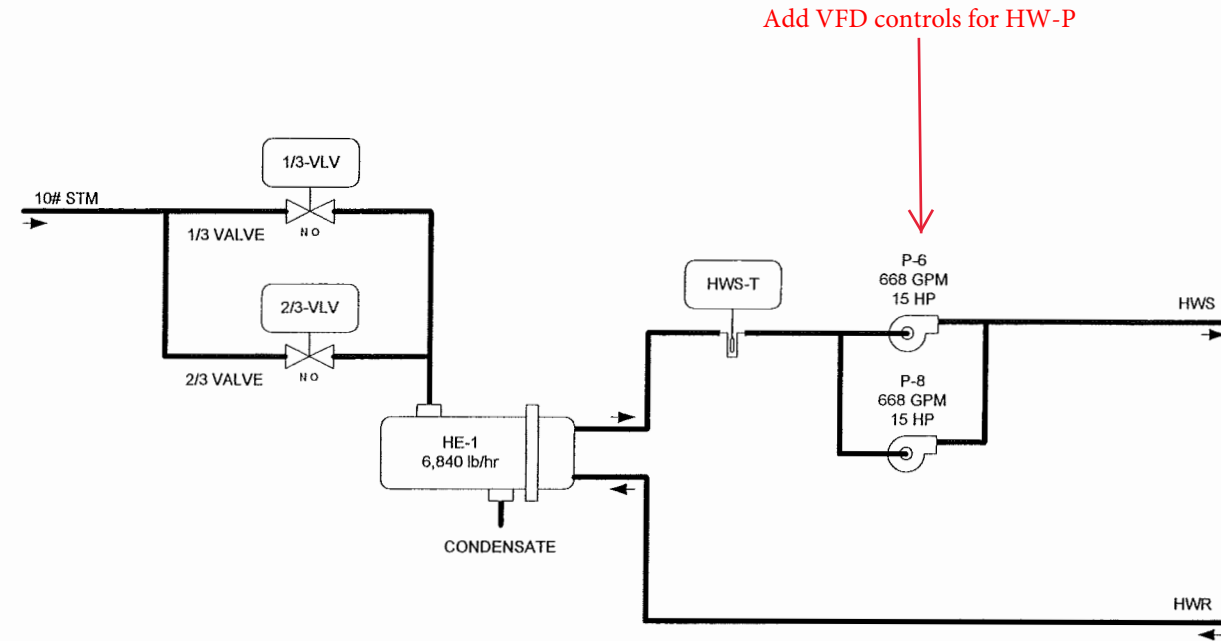 Add VFD controls for HW-P
1/3-VLV
10# STM
1/3 VALVE
N O
2/3-VLV
2/3 VALVE
N O
HWS-T
P-6
668 GPM
15 HP
HWS
P-8
668 GPM
15 HP
HE-1
6,840 lb/hr
CONDENSATE
HWR